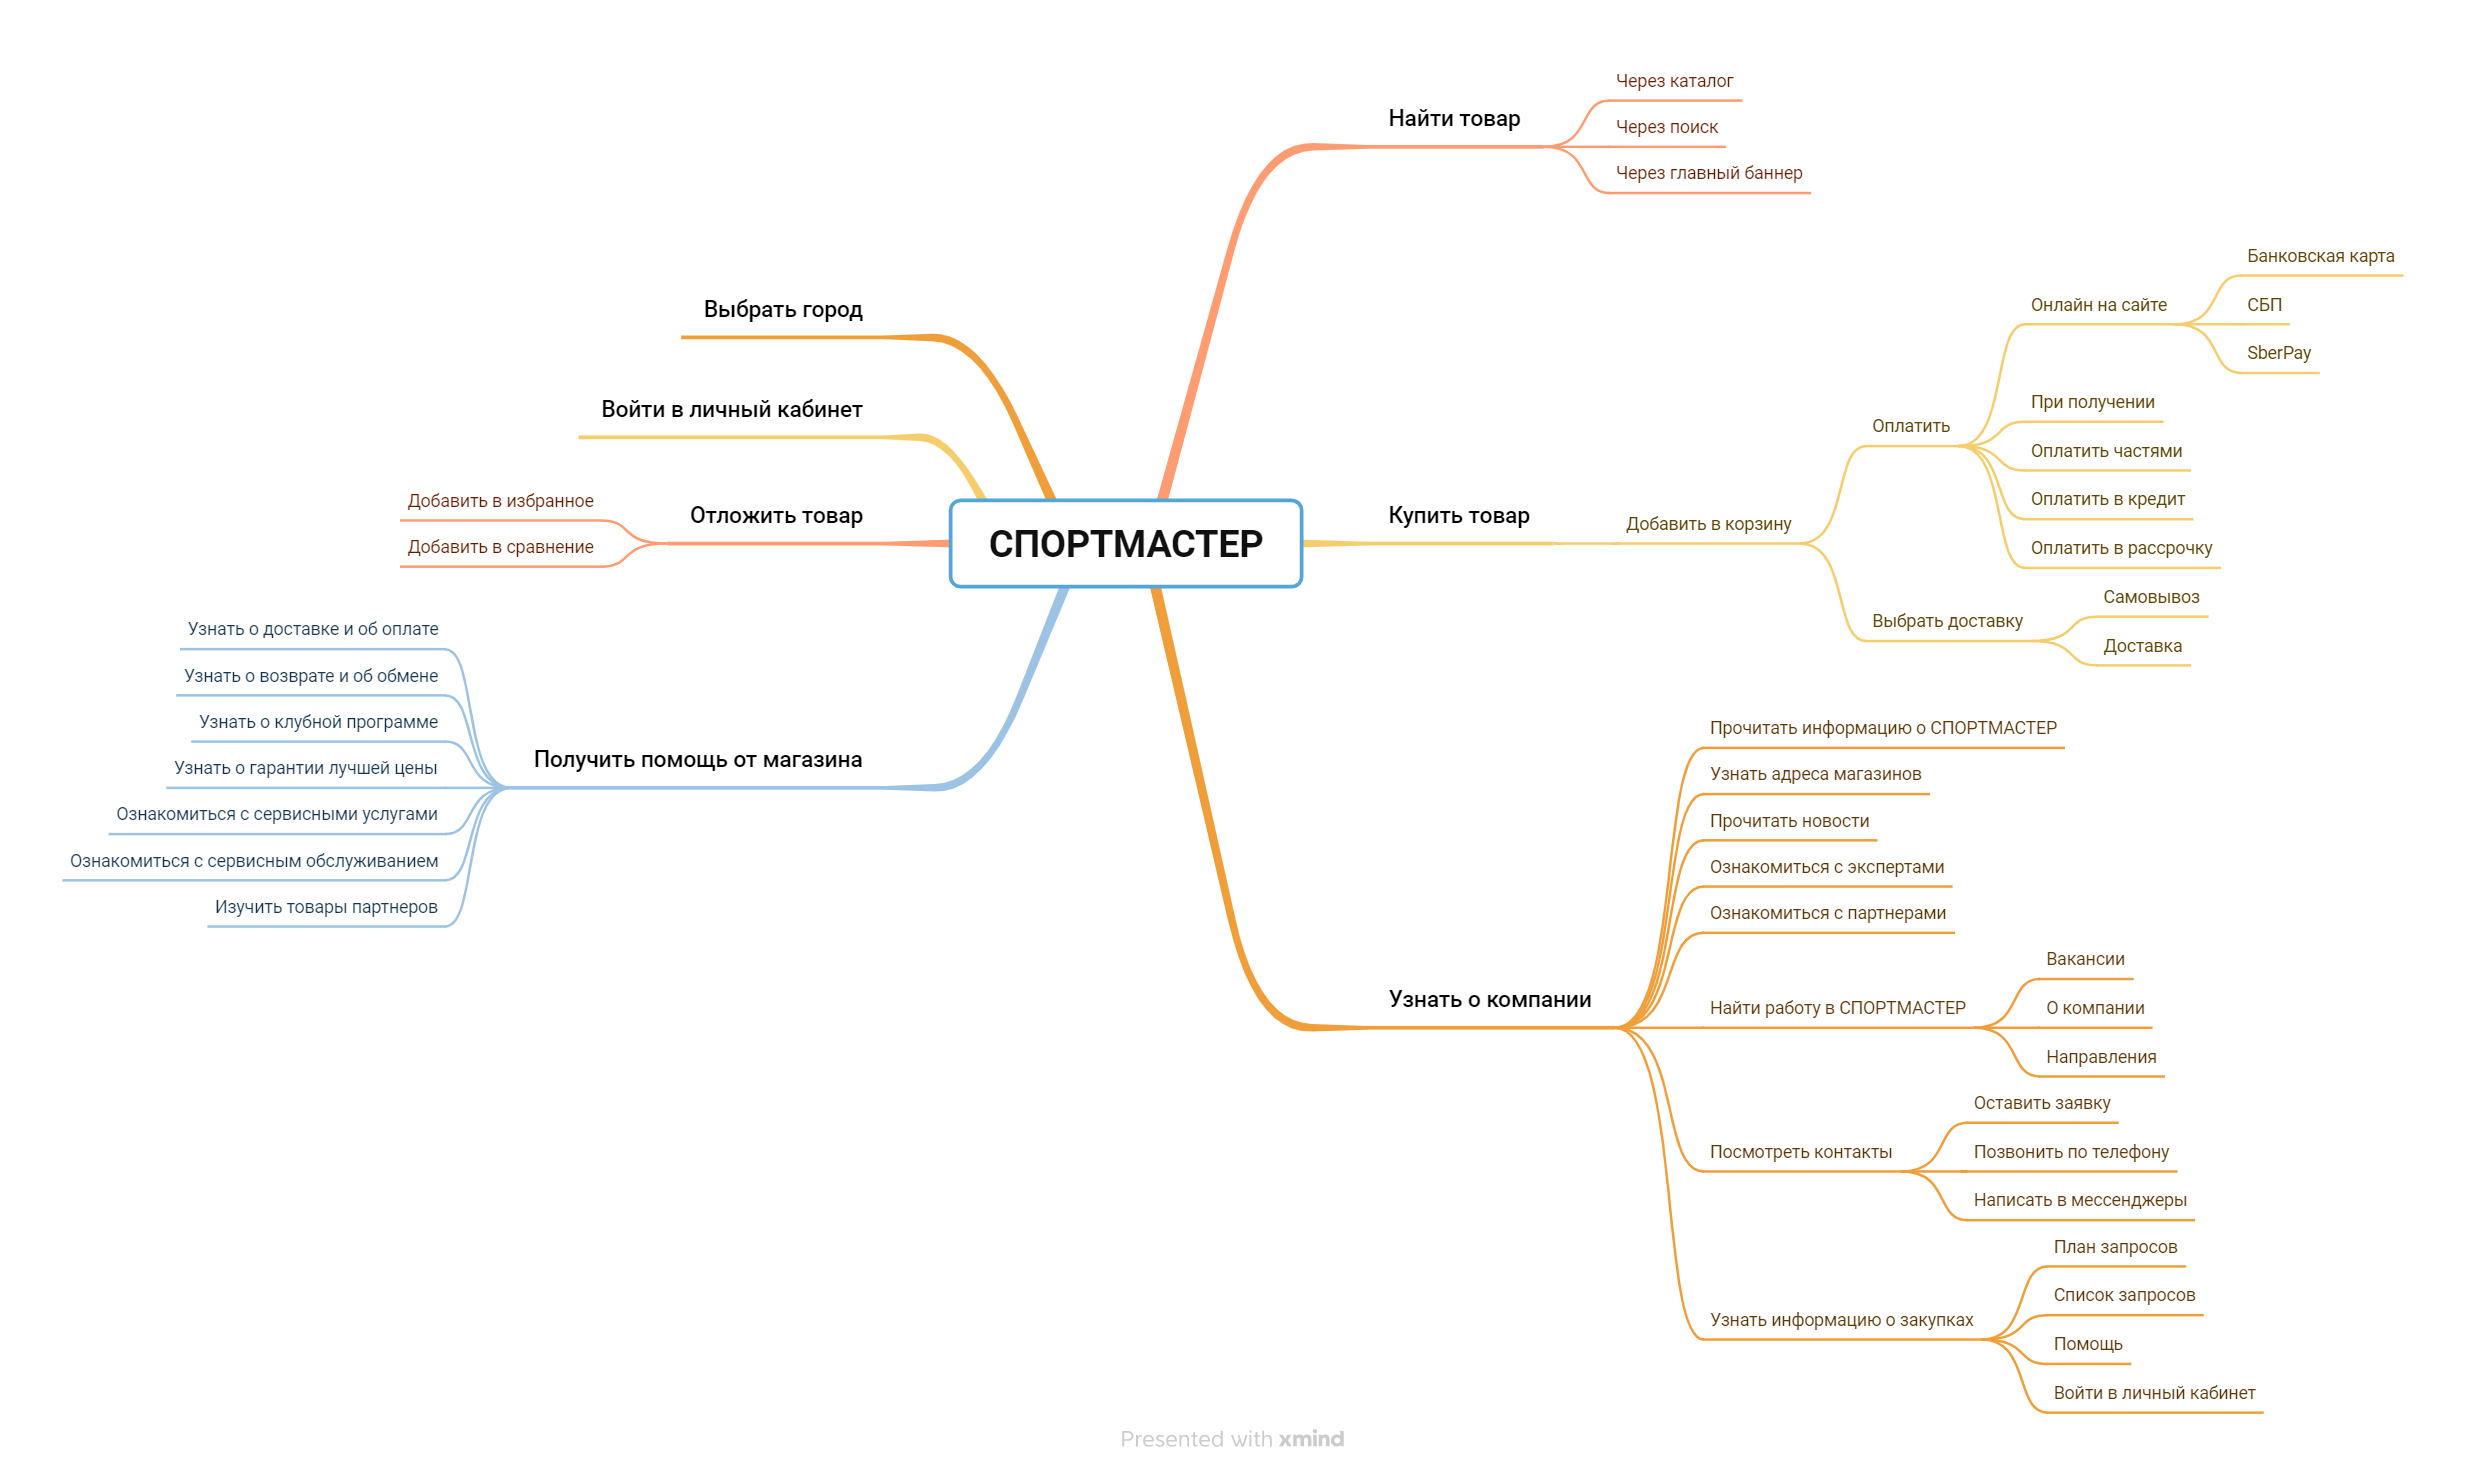 СПОРТМАСТЕР
Найти товар
Через каталог
Через поиск
Через главный баннер
Купить товар
Добавить в корзину
Оплатить
Онлайн на сайте
Банковская карта
СБП
SberPay
При получении
Оплатить частями
Оплатить в кредит
Оплатить в рассрочку
Выбрать доставку
Самовывоз
Доставка
Узнать о компании
Прочитать информацию о СПОРТМАСТЕР
Узнать адреса магазинов
Прочитать новости
Ознакомиться с экспертами
Ознакомиться с партнерами
Найти работу в СПОРТМАСТЕР
Вакансии
О компании
Направления
Посмотреть контакты
Оставить заявку
Позвонить по телефону
Написать в мессенджеры
Узнать информацию о закупках
План запросов
Список запросов
Помощь
Войти в личный кабинет
Выбрать город
Войти в личный кабинет
Отложить товар
Добавить в избранное
Добавить в сравнение
Получить помощь от магазина
Узнать о доставке и об оплате
Узнать о возврате и об обмене
Узнать о клубной программе
Узнать о гарантии лучшей цены
Ознакомиться с сервисными услугами
Ознакомиться с сервисным обслуживанием
Изучить товары партнеров
Presented with xmind